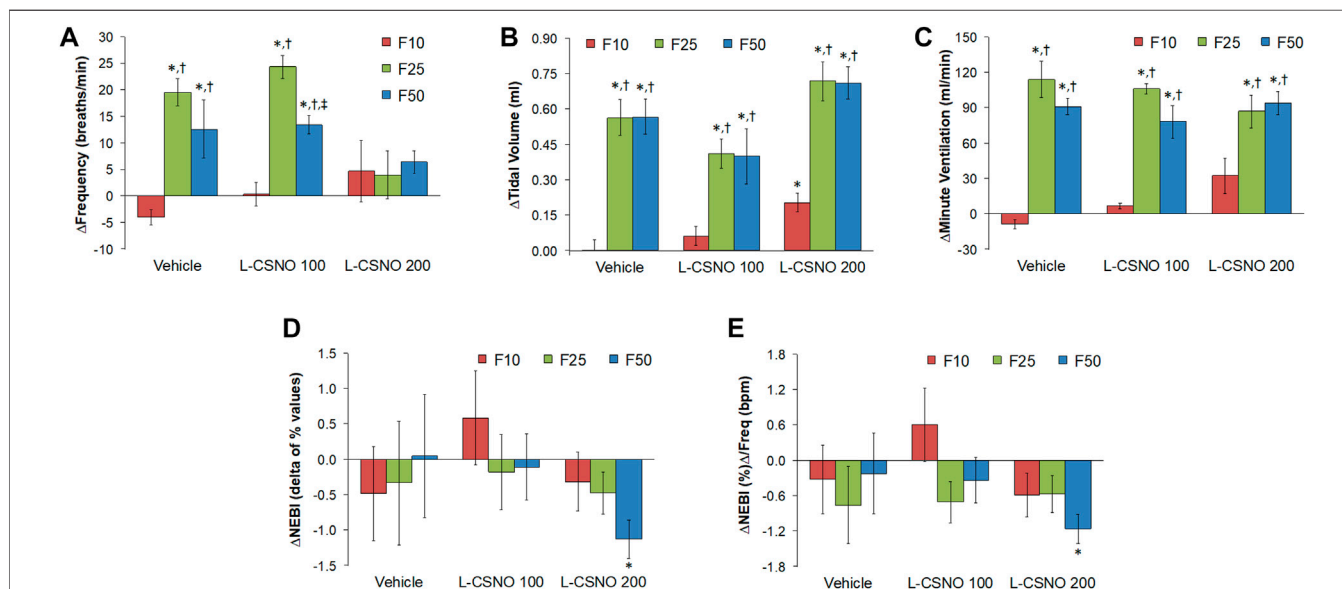 A
ΔFrequency (breaths/min)
30
25
20
15
10
5
0
-5
-10
*,†
*,†
*,†
*,†,‡
F10
F25
F50
Vehicle
L-CSNO 100
L-CSNO 200
B
ΔTidal Volume (ml)
0.90
0.75
0.60
0.45
0.30
0.15
0.00
F10
F25
F50
*,†
*,†
*,†
*,†
*
*,†
*,†
Vehicle
L-CSNO 100
L-CSNO 200
C
ΔMinute Ventilation (ml/min)
150
120
90
60
30
0
-30
F10
F25
F50
*,†
*,†
*,†
*,†
*,†
*,†
Vehicle
L-CSNO 100
L-CSNO 200
D
ΔNEBI (delta of % values)
1.5
1.0
0.5
0.0
-0.5
-1.0
-1.5
F10
F25
F50
*
Vehicle
L-CSNO 100
L-CSNO 200
E
ΔNEBI (%)Δ/Freq (bpm)
1.8
1.2
0.6
0.0
-0.6
-1.2
-1.8
F10
F25
F50
*
Vehicle
L-CSNO 100
L-CSNO 200